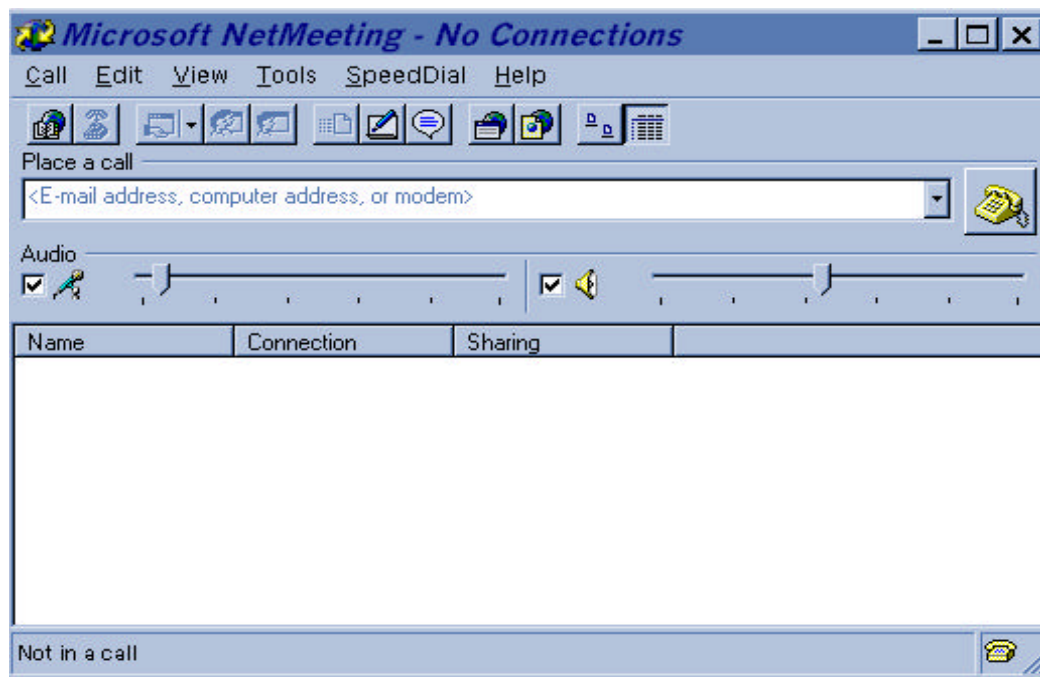 Microsoft NetMeeting - No Connections
Call Edit View Tools SpeedDial Help
Place a call
<E-mail address, computer address, or modem>
Audio
Name Connection Sharing
Not in a call